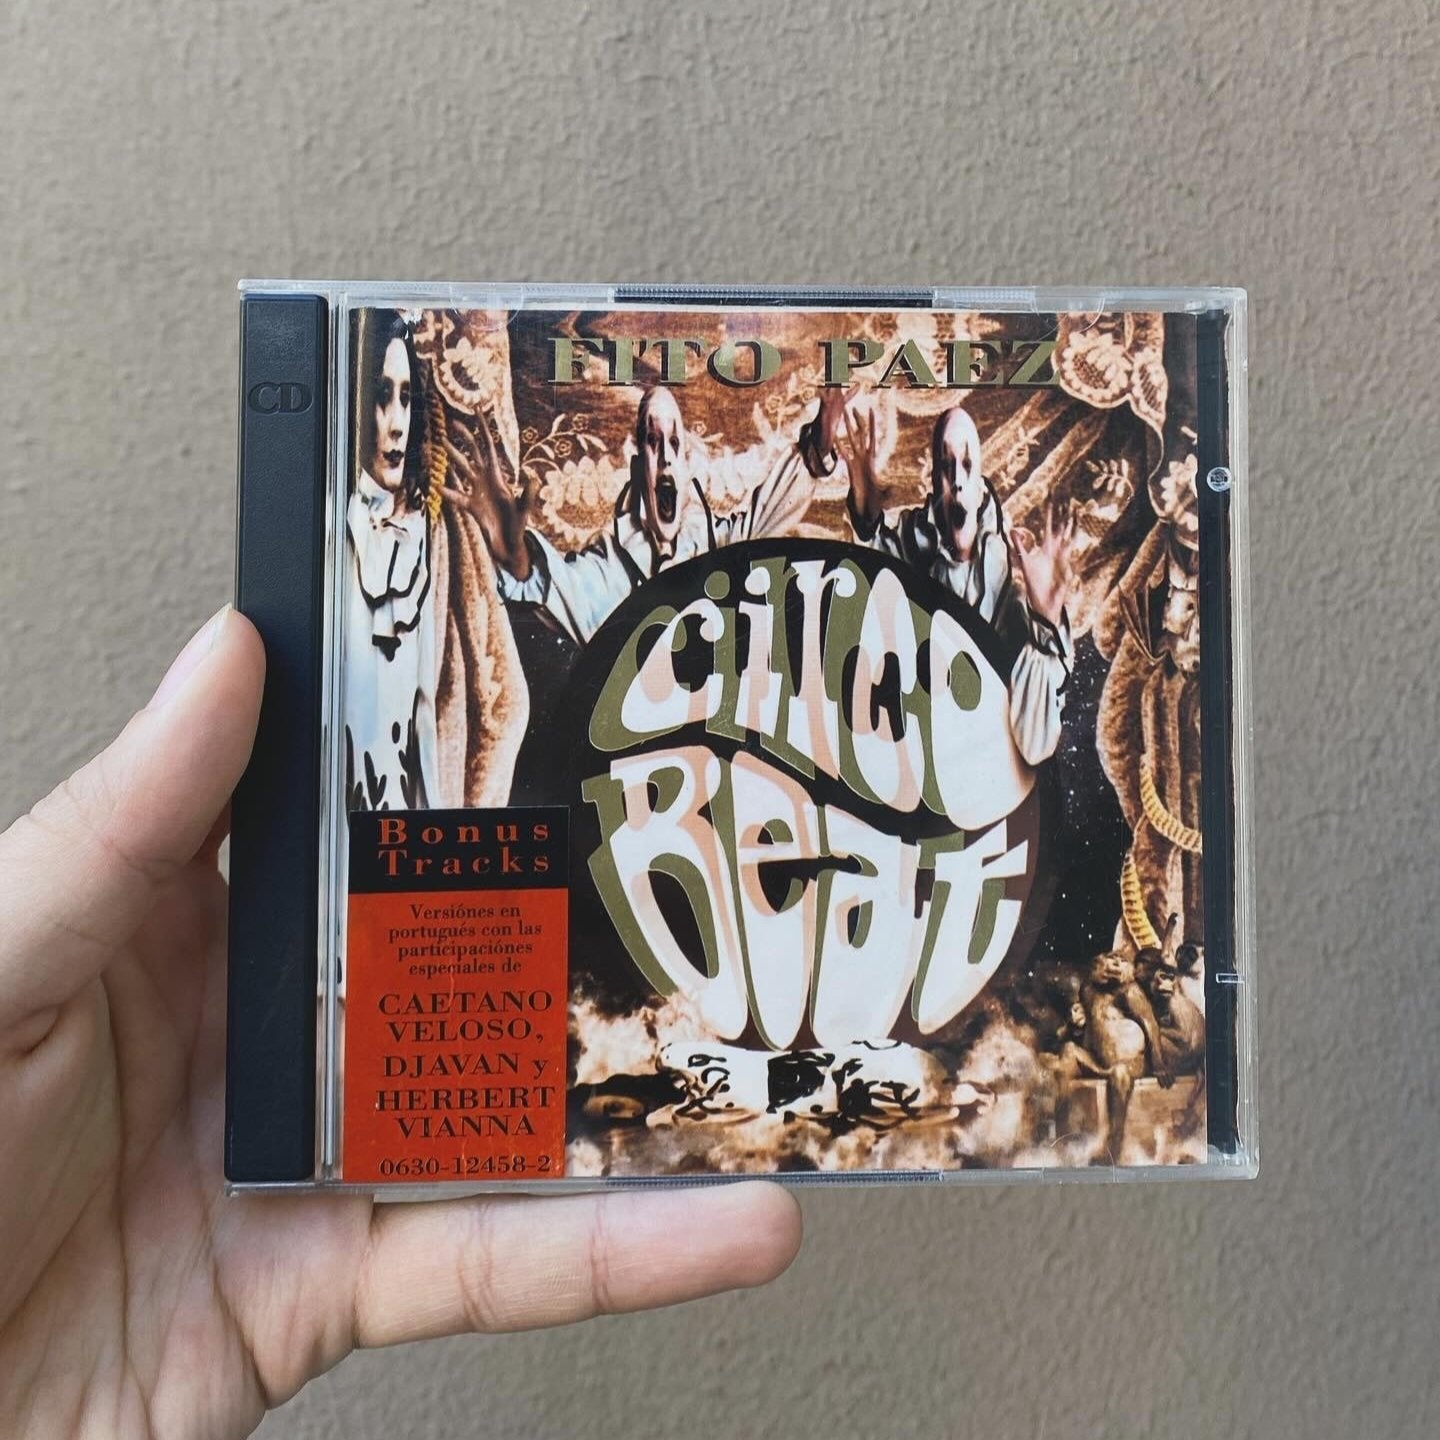 CD
FITO PAEZ
Circo
Beat
Bonus
Tracks
Versiónes en
portugués con las
participaciónes
especiales de
CAETANO
VELOSO,
DJAVAN y
HERBERT
VIANNA
0630-12458-2